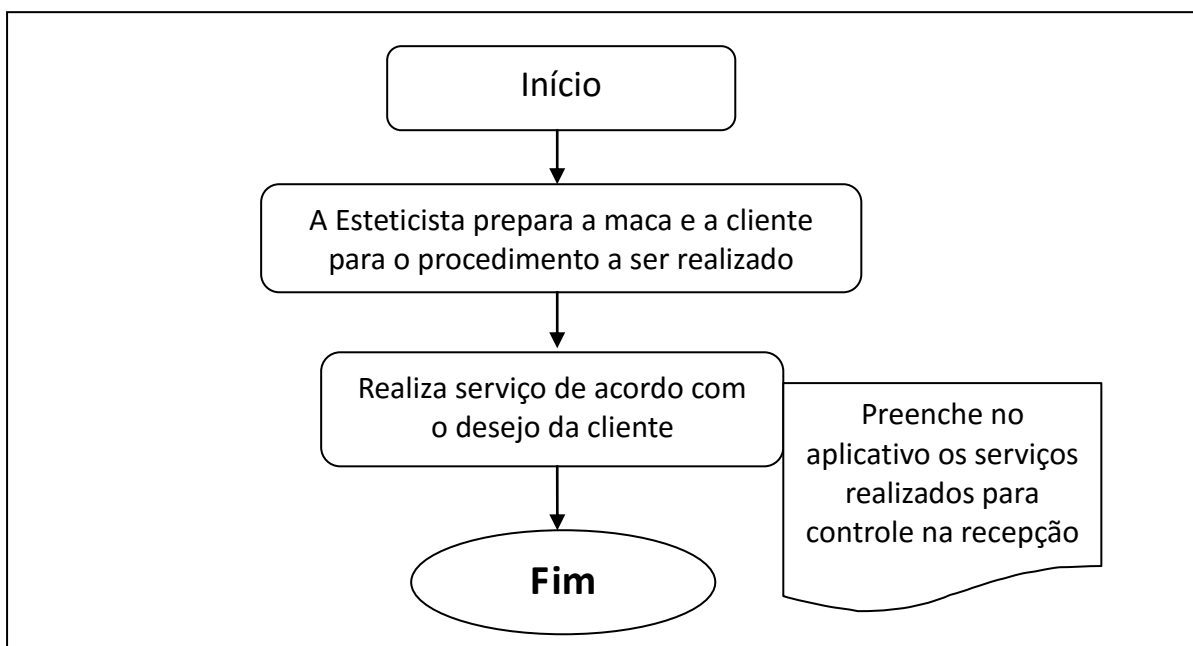 Início
A Esteticista prepara a maca e a cliente
para o procedimento a ser realizado
Realiza serviço de acordo com
o desejo da cliente
Preenche no
aplicativo os serviços
realizados para
controle na recepção
Fim